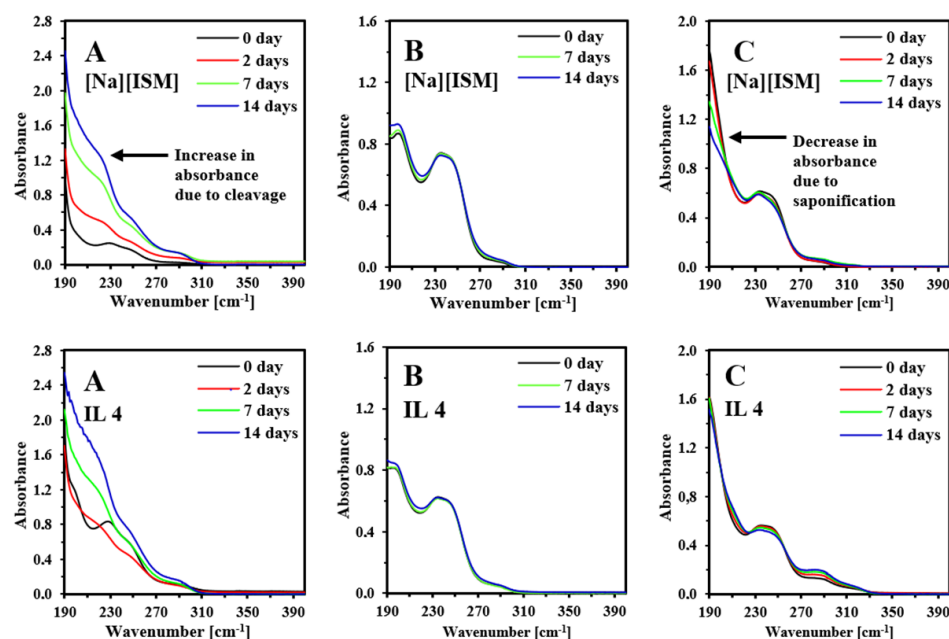 2.8
2.4
2.0
1.6
1.2
0.8
0.4
0.0
Absorbance
190 230 270 310 350 390
Wavenumber [cm-1]
A
[Na][ISM]
0 day
2 days
7 days
14 days
Increase in
absorbance
due to cleavage
1.6
1.2
0.8
0.4
0.0
Absorbance
190 230 270 310 350 390
Wavenumber [cm-1]
B
[Na][ISM]
0 day
7 days
14 days
2.0
1.6
1.2
0.8
0.4
0.0
Absorbance
190 230 270 310 350 390
Wavenumber [cm-1]
C
[Na][ISM]
0 day
2 days
7 days
14 days
Decrease in
absorbance
due to
saponification
2.8
2.4
2.0
1.6
1.2
0.8
0.4
0.0
Absorbance
190 230 270 310 350 390
Wavenumber [cm-1]
A
IL 4
0 day
2 days
7 days
14 days
1.6
1.2
0.8
0.4
0.0
Absorbance
190 230 270 310 350 390
Wavenumber [cm-1]
B
IL 4
0 day
7 days
14 days
2.0
1.6
1.2
0.8
0.4
0.0
Absorbance
190 230 270 310 350 390
Wavenumber [cm-1]
C
IL 4
0 day
2 days
7 days
14 days